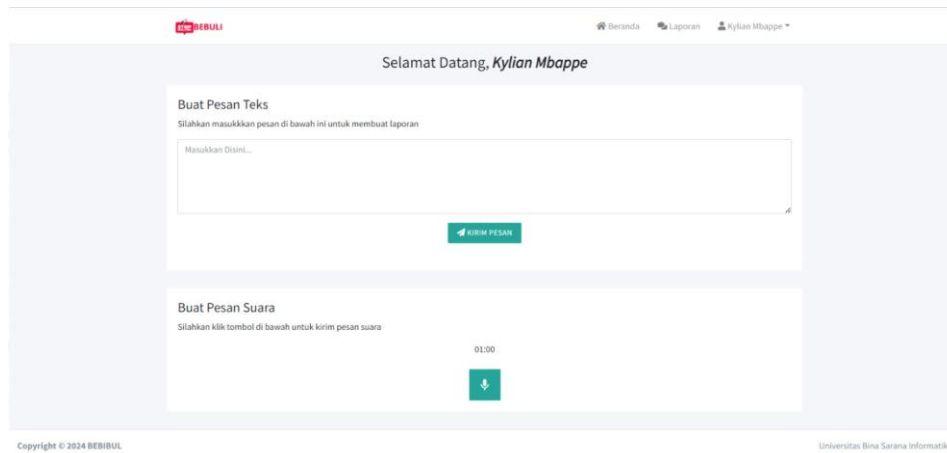 BEBULI
Beranda Laporan Kylian Mbappe
Selamat Datang, Kylian Mbappe
Buat Pesan Teks
Silahkan masukkkan pesan di bawah ini untuk membuat laporan
Masukkan Disini...
KIRIM PESAN
Buat Pesan Suara
Silahkan klik tombol di bawah untuk kirim pesan suara
01:00
Copyright © 2024 BEBIBUL
Universitas Bina Sarana Informatik